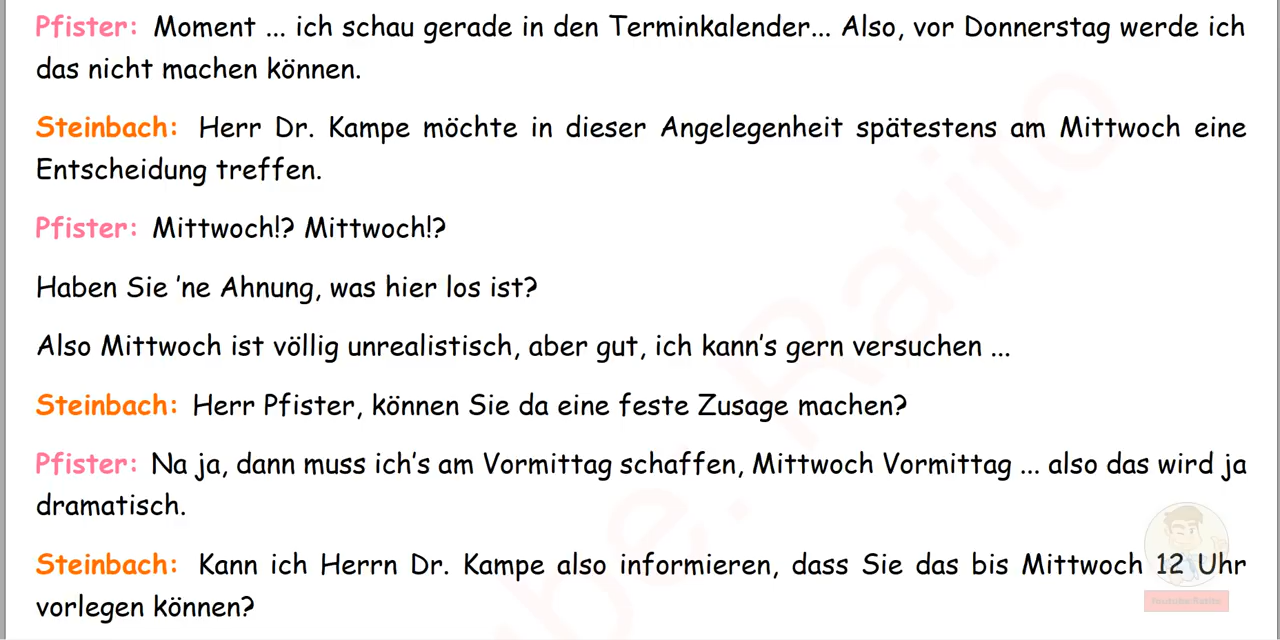 Pfister: Moment ... ich schau gerade in den Terminkalender... Also, vor Donnerstag werde ich
das nicht machen können.
Steinbach: Herr Dr. Kampe möchte in dieser Angelegenheit spätestens am Mittwoch eine
Entscheidung treffen.
Pfister: Mittwoch!? Mittwoch!?
Haben Sie ’ne Ahnung, was hier los ist?
Also Mittwoch ist völlig unrealistisch, aber gut, ich kann’s gern versuchen ...
Steinbach: Herr Pfister, können Sie da eine feste Zusage machen?
Pfister: Na ja, dann muss ich’s am Vormittag schaffen, Mittwoch Vormittag ... also das wird ja
dramatisch.
Steinbach: Kann ich Herrn Dr. Kampe also informieren, dass Sie das bis Mittwoch 12 Uhr
vorlegen können?
be: Ratito